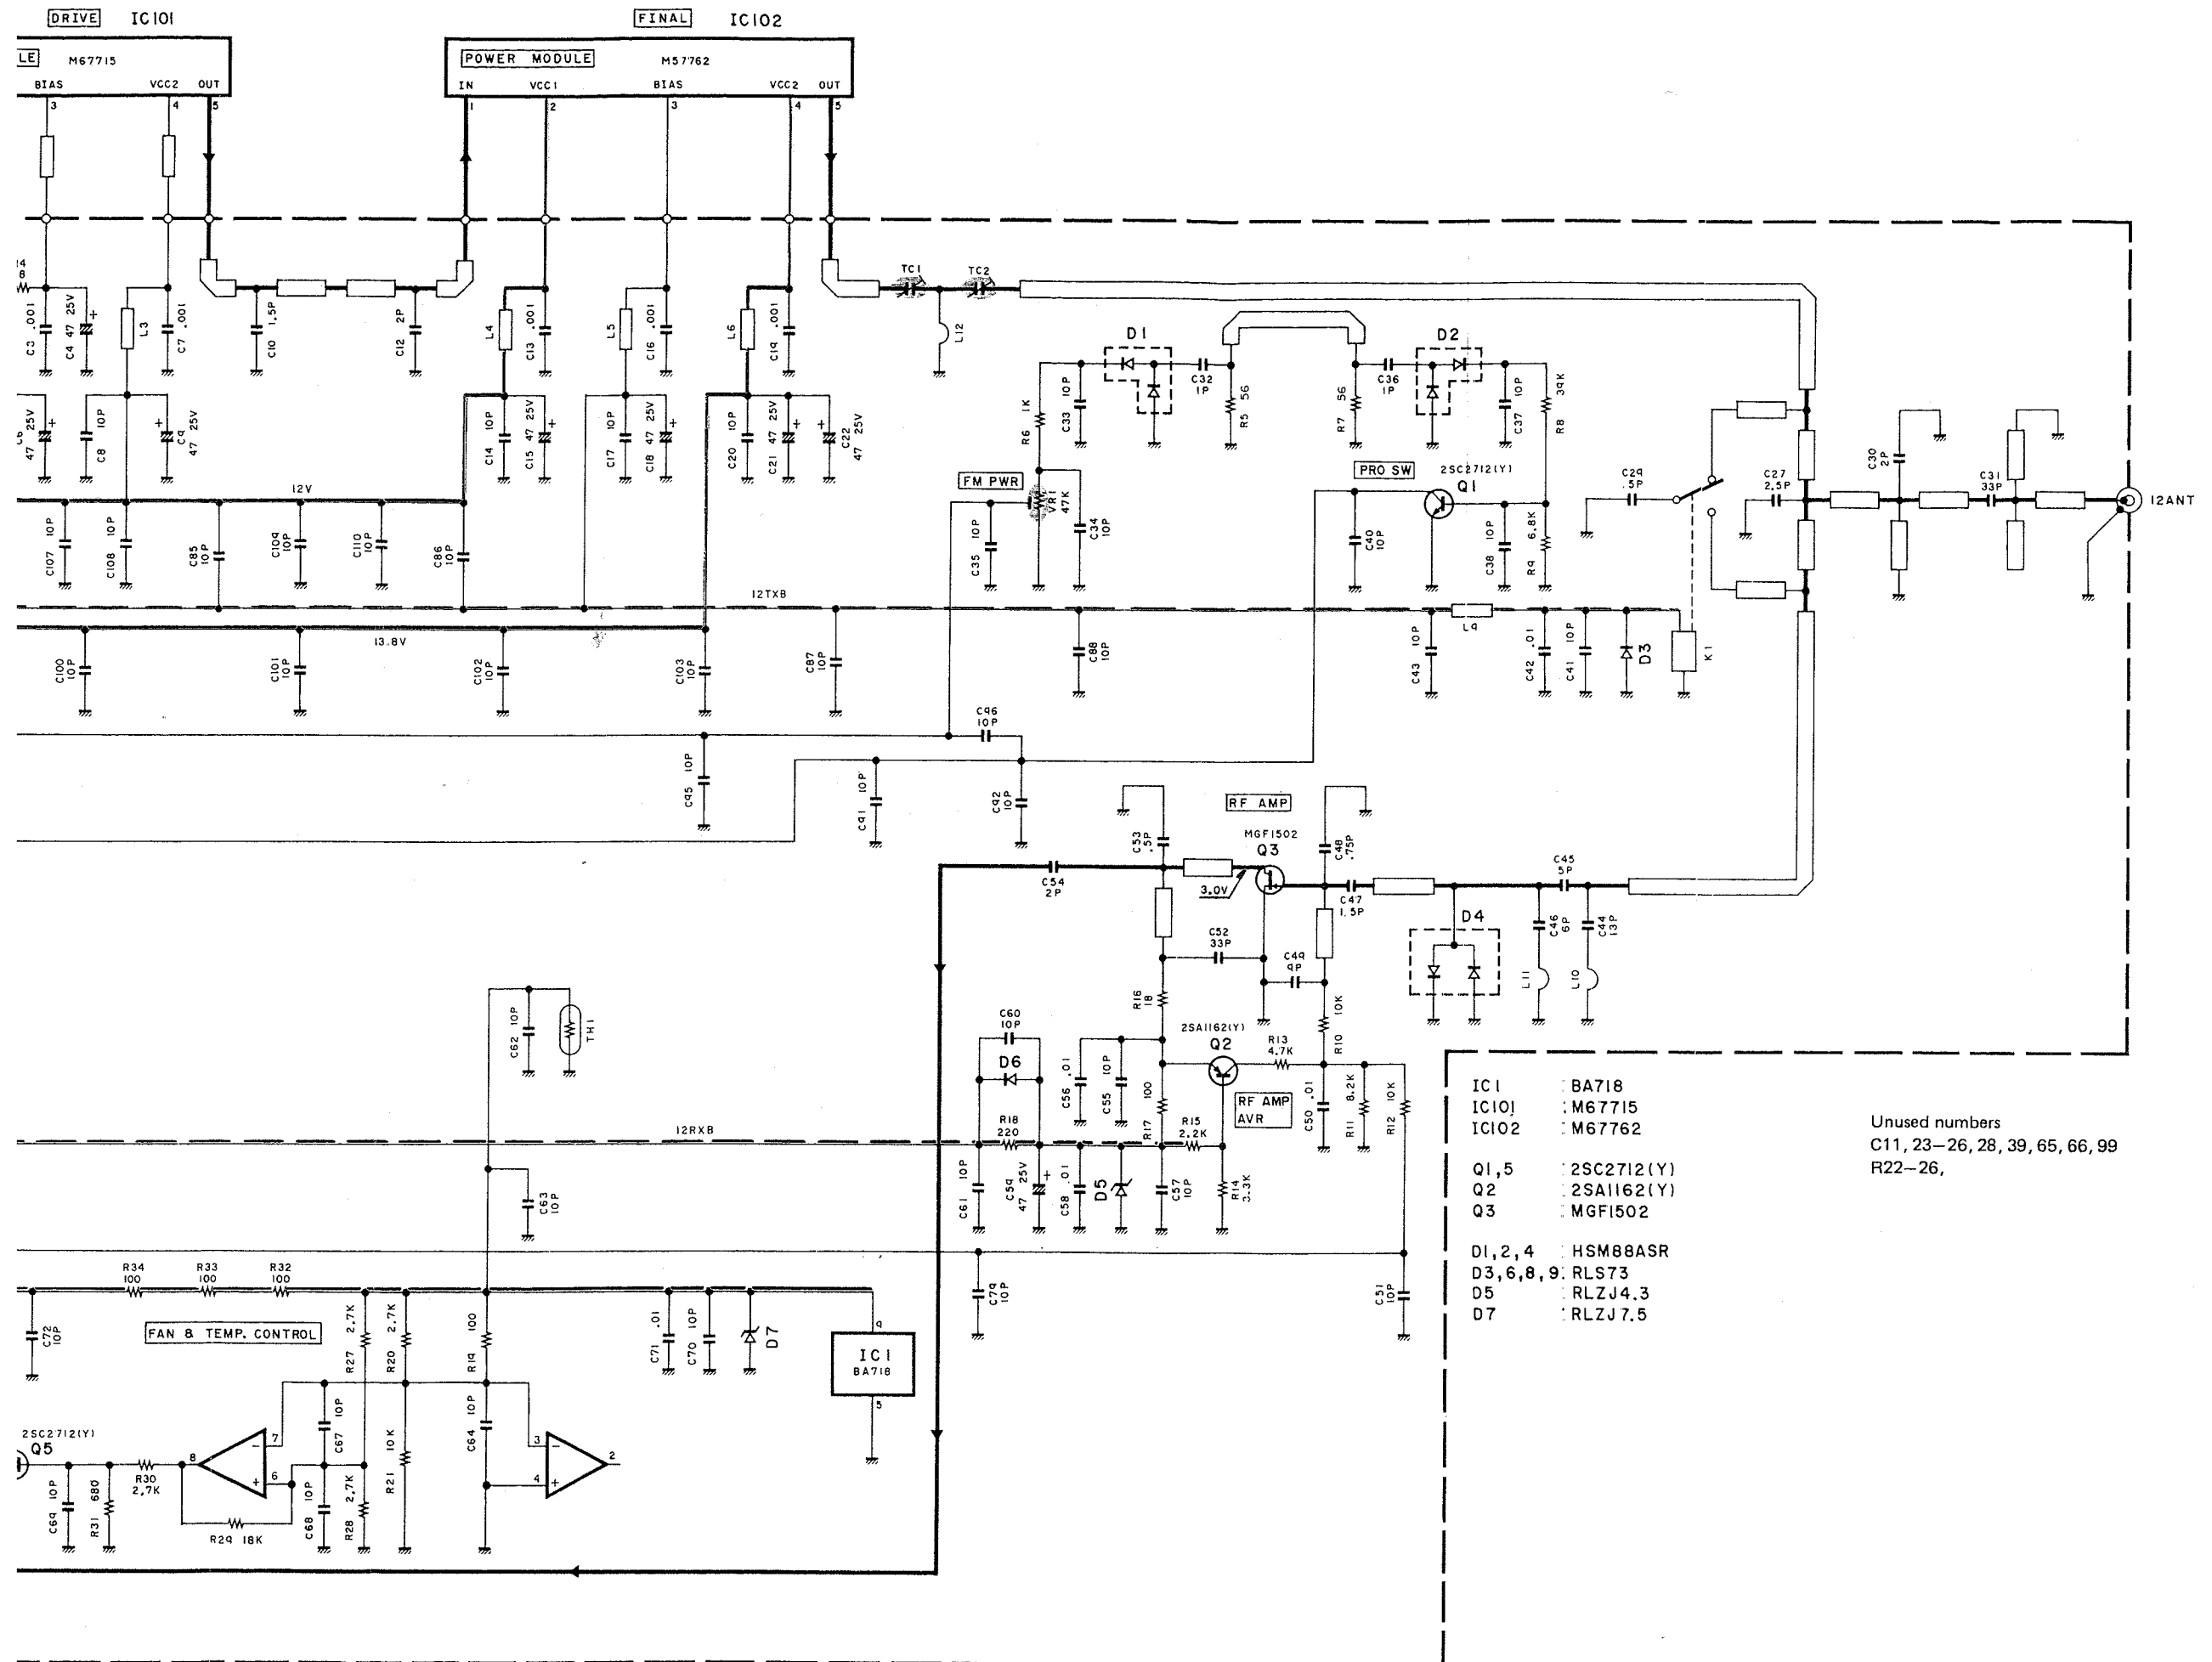 DRIVE IC101
FINAL IC102
LE M67715
BIAS VCC2 OUT
3 4 5
POWER MODULE M57762
IN VCC1 BIAS VCC2 OUT
1 2 3 4 5
14
8
C3 .001
C4 47 25V
+
L3
C7 .001
C10 1.5P
C12 2P
L4
C13 .001
L5
C16 .001
L6
C19 .001
TC1
TC2
L12
C6 47 25V
+
C8 10P
C9 47 25V
+
C14 10P
C15 47 25V
+
C17 10P
C18 47 25V
+
C20 10P
C21 47 25V
+
C22 47 25V
+
D1
D2
R6 1K
C33 10P
C32 1P
R5 56
R7 56
C36 1P
C37 10P
R8 39K
FM PWR
VR1 47K
C35 10P
C34 10P
PRO SW
2SC2712(Y)
Q1
C40 10P
C38 10P
R9 6.8K
C29 .5P
C27 2.5P
C30 2P
C31 33P
12ANT
12V
C107 10P
C108 10P
C85 10P
C109 10P
C110 10P
C86 10P
12TXB
13.8V
C100 10P
C101 10P
C102 10P
C103 10P
C87 10P
C88 10P
C43 10P
L9
C42 .01
C41 10P
D3
K1
C96 10P
C95 10P
C91 10P
C92 10P
RF AMP
MGF1502
Q3
C53 .5P
C48 .75P
C54 2P
3.0V
C47 1.5P
C45 5P
D4
C46 6P
C44 13P
L11
L10
C52 33P
C49 9P
R16 18
R10 10K
C62 10P
TH1
C60 10P
D6
C56 .01
C55 10P
2SA1162(Y)
Q2
R13 4.7K
RF AMP
AVR
R17 100
C50 .01
R11 8.2K
R12 10K
12RXB
R18 220
R15 2.2K
C61 10P
C59 47 25V
+
C58 .01
D5
C57 10P
R14 3.3K
C63 10P
C79 10P
C51 10P
R34 100
R33 100
R32 100
C72 10P
FAN & TEMP. CONTROL
R27 2.7K
R20 2.7K
R19 100
C71 .01
C70 10P
D7
9
IC1
BA718
5
2SC2712(Y)
Q5
C69 10P
R31 680
R30 2.7K
8
7
−
6
+
C67 10P
C68 10P
R28 2.7K
R21 10K
C64 10P
3
−
4
+
2
R29 18K
IC1 : BA718
IC101 : M67715
IC102 : M67762
Q1,5 : 2SC2712(Y)
Q2 : 2SA1162(Y)
Q3 : MGF1502
D1,2,4 : HSM88ASR
D3,6,8,9: RLS73
D5 : RLZJ4.3
D7 : RLZJ7.5
Unused numbers
C11, 23–26, 28, 39, 65, 66, 99
R22–26,